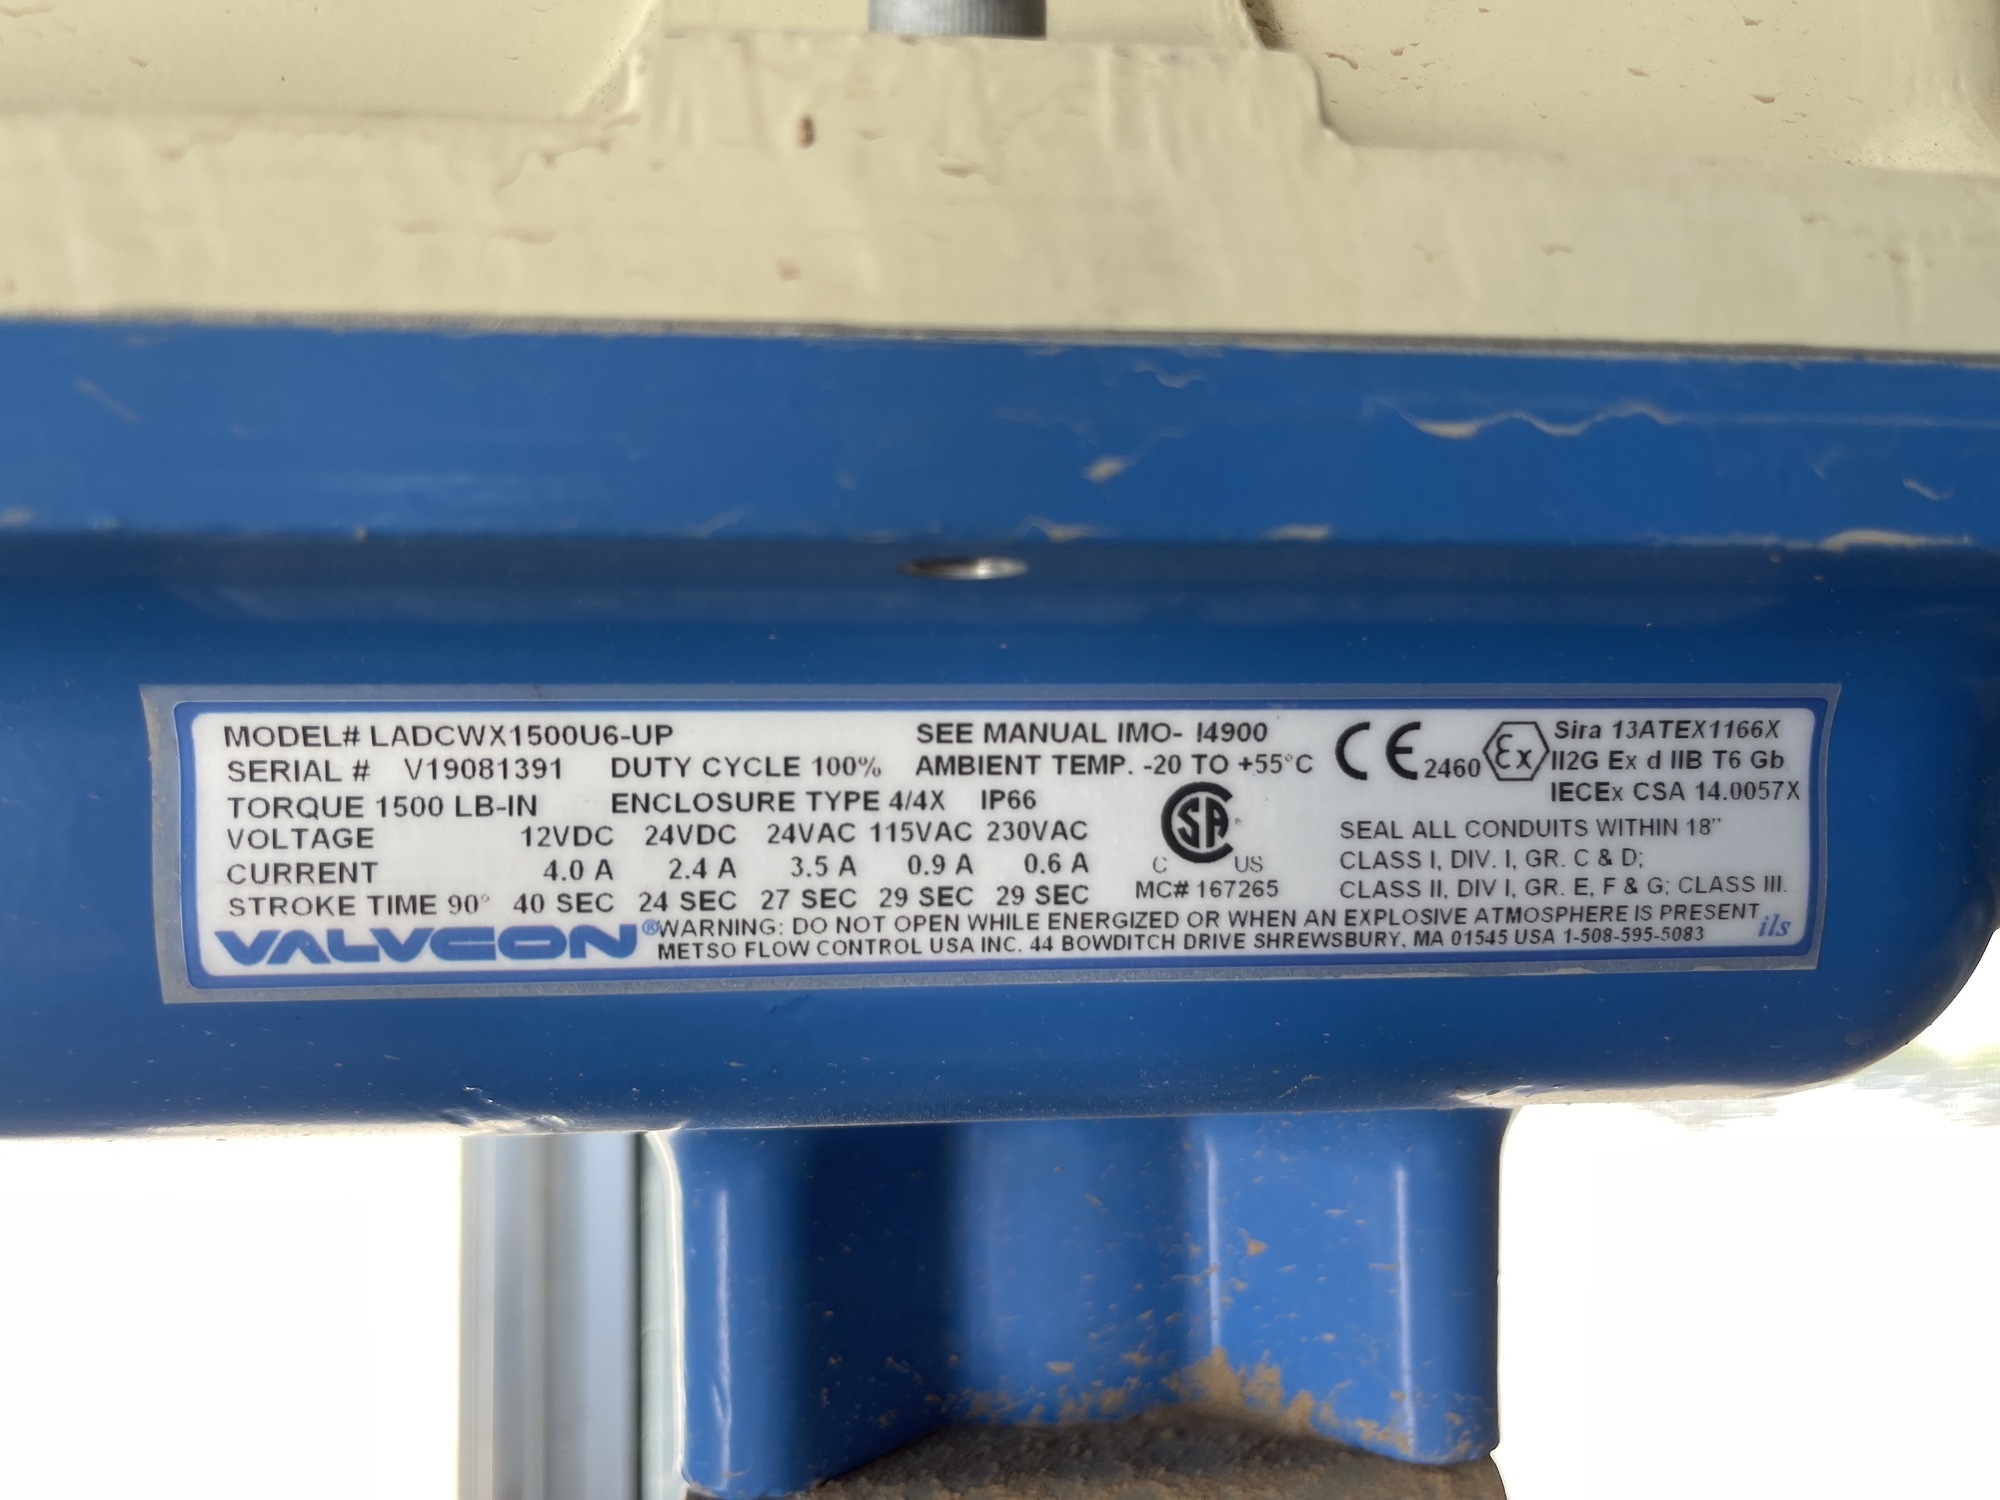 MODEL# LADCWX1500U6-UP SEE MANUAL IMO- I4900
SERIAL # V19081391 DUTY CYCLE 100% AMBIENT TEMP. -20 TO +55°C
TORQUE 1500 LB-IN ENCLOSURE TYPE 4/4X IP66
VOLTAGE 12VDC 24VDC 24VAC 115VAC 230VAC
CURRENT 4.0 A 2.4 A 3.5 A 0.9 A 0.6 A
STROKE TIME 90° 40 SEC 24 SEC 27 SEC 29 SEC 29 SEC
CE 2460 Ex Sira 13ATEX1166X
II2G Ex d IIB T6 Gb
IECEx CSA 14.0057X
C SA US
MC# 167265
SEAL ALL CONDUITS WITHIN 18"
CLASS I, DIV. I, GR. C & D;
CLASS II, DIV I, GR. E, F & G; CLASS III.
VALVCON® WARNING: DO NOT OPEN WHILE ENERGIZED OR WHEN AN EXPLOSIVE ATMOSPHERE IS PRESENT
METSO FLOW CONTROL USA INC. 44 BOWDITCH DRIVE SHREWSBURY, MA 01545 USA 1-508-595-5083
ils